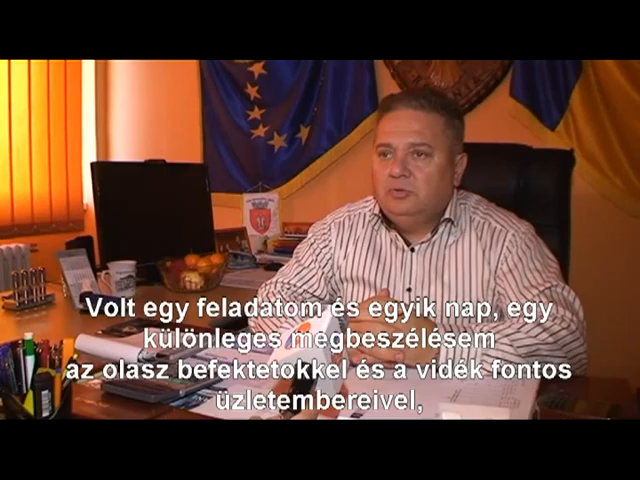 Volt egy feladatom és egyik nap, egy
különleges megbeszélésem
az olasz befektetokkel és a vidék fontos
üzletembereivel,